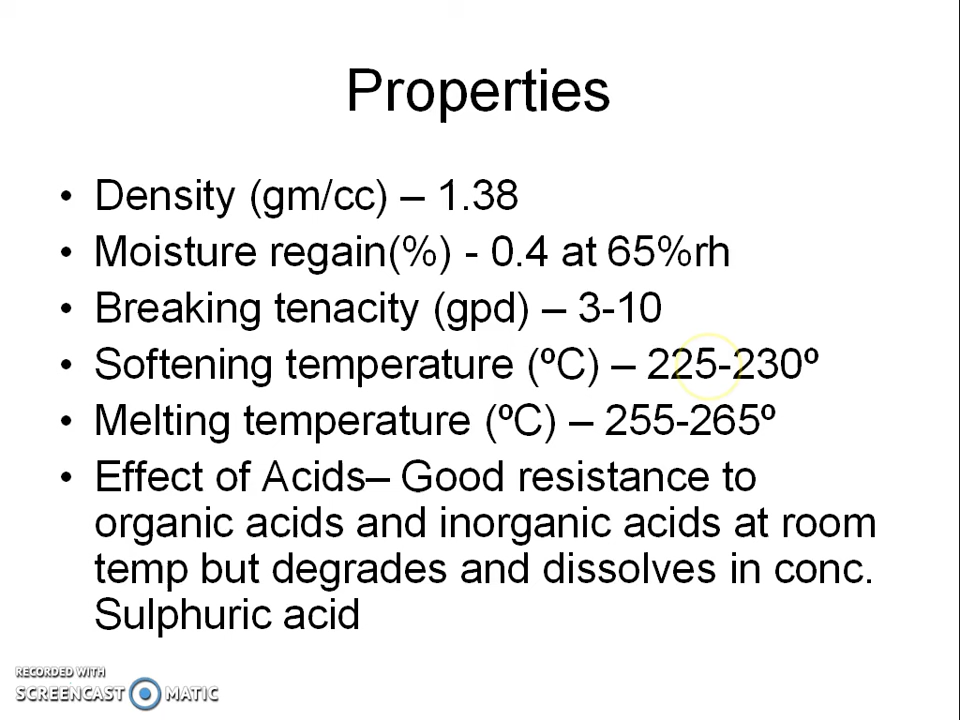 Properties
• Density (gm/cc) – 1.38
• Moisture regain(%) - 0.4 at 65%rh
• Breaking tenacity (gpd) – 3-10
• Softening temperature (ºC) – 225-230º
• Melting temperature (ºC) – 255-265º
• Effect of Acids– Good resistance to
organic acids and inorganic acids at room
temp but degrades and dissolves in conc.
Sulphuric acid
RECORDED WITH
SCREENCAST MATIC